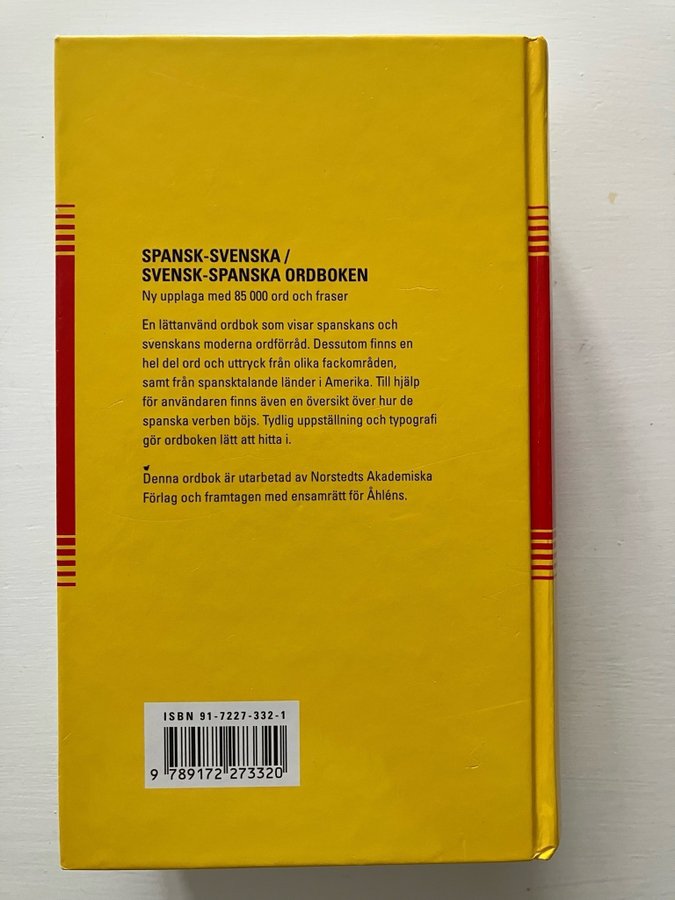 SPANSK-SVENSKA /
SVENSK-SPANSKA ORDBOKEN
Ny upplaga med 85 000 ord och fraser
En lättanvänd ordbok som visar spanskans och
svenskans moderna ordförråd. Dessutom finns en
hel del ord och uttryck från olika fackområden,
samt från spansktalande länder i Amerika. Till hjälp
för användaren finns även en översikt över hur de
spanska verben böjs. Tydlig uppställning och typografi
gör ordboken lätt att hitta i.
Denna ordbok är utarbetad av Norstedts Akademiska
Förlag och framtagen med ensamrätt för Åhléns.
ISBN 91-7227-332-1
9 789172 273320